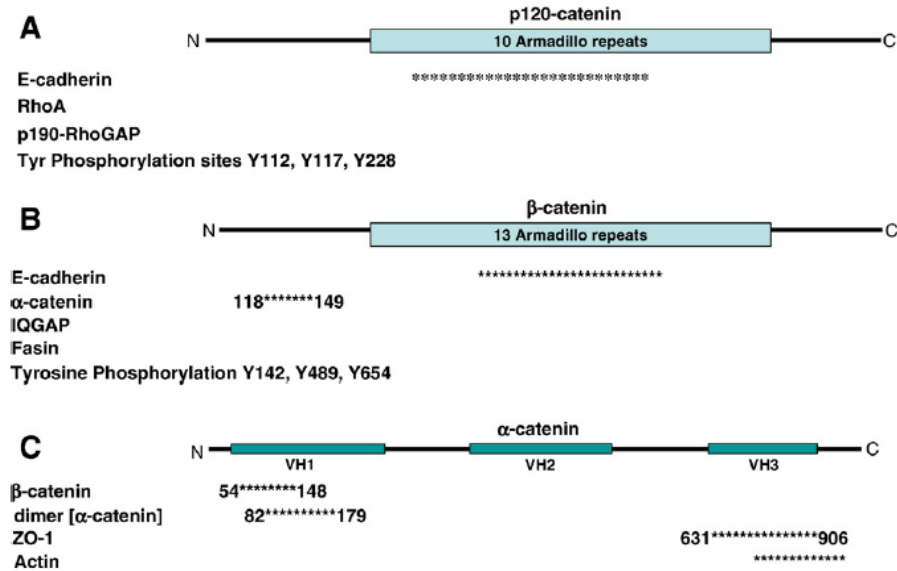 A
p120-catenin
N 10 Armadillo repeats C
E-cadherin **************************
RhoA
p190-RhoGAP
Tyr Phosphorylation sites Y112, Y117, Y228
B
β-catenin
N 13 Armadillo repeats C
E-cadherin **************************
α-catenin 118*******149
IQGAP
Fasin
Tyrosine Phosphorylation Y142, Y489, Y654
C
α-catenin
N C
VH1 VH2 VH3
β-catenin 54********148
dimer [α-catenin] 82**********179
ZO-1 631***************906
Actin *************